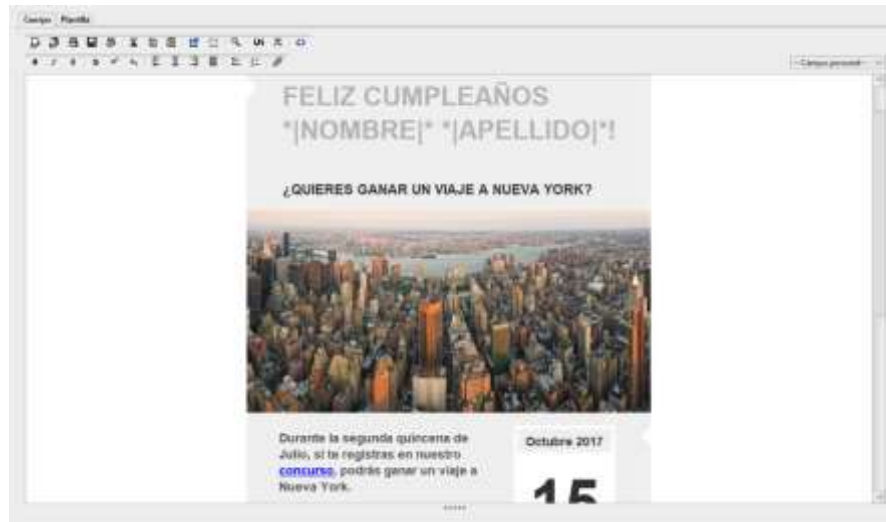 Cuerpo Plantilla
FELIZ CUMPLEAÑOS
*|NOMBRE|* *|APELLIDO|*!
¿QUIERES GANAR UN VIAJE A NUEVA YORK?
Durante la segunda quincena de
Julio, si te registras en nuestro
concurso, podrás ganar un viaje a
Nueva York.
Octubre 2017
15